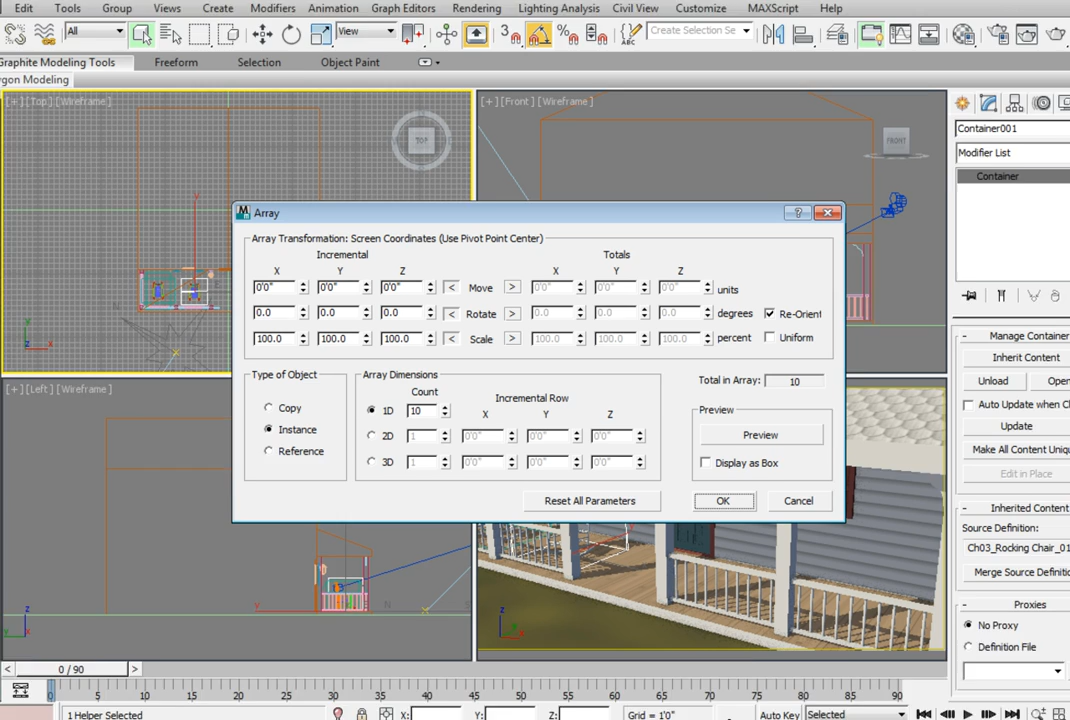 Edit Tools Group Views Create Modifiers Animation Graph Editors Rendering Lighting Analysis Civil View Customize MAXScript Help
All View 3 % ABC Create Selection Se
Graphite Modeling Tools Freeform Selection Object Paint
ygon Modeling
[+][Top][Wireframe]
TOP
[+][Front][Wireframe]
FRONT
[+][Left][Wireframe]
Container001
Modifier List
Container
Array
Array Transformation: Screen Coordinates (Use Pivot Point Center)
Incremental Totals
X Y Z X Y Z
0'0" 0'0" 0'0" < Move > 0'0" 0'0" 0'0" units
0.0 0.0 0.0 < Rotate > 0.0 0.0 0.0 degrees Re-Orient
100.0 100.0 100.0 < Scale > 100.0 100.0 100.0 percent Uniform
Type of Object
Copy
Instance
Reference
Array Dimensions
Count Incremental Row
X Y Z
1D 10
2D 1 0'0" 0'0" 0'0"
3D 1 0'0" 0'0" 0'0"
Total in Array: 10
Preview
Preview
Display as Box
Reset All Parameters OK Cancel
- Manage Container
Inherit Content
Unload Open
Auto Update when Cl
Update
Make All Content Uniqu
Edit in Place
- Inherited Content
Source Definition:
Ch03_Rocking Chair_01
Merge Source Definitio
- Proxies
No Proxy
Definition File
< 0 / 90 >
0 5 10 15 20 25 30 35 40 45 50 55 60 65 70 75 80 85 90
1 Helper Selected X: Y: Z: Grid = 1'0" Auto Key Selected